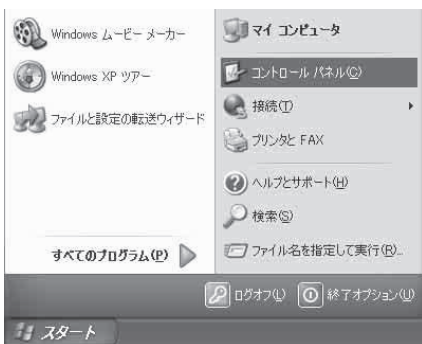 Windows ムービー メーカー
Windows XP ツアー
ファイルと設定の転送ウィザード
すべてのプログラム(P)
マイ コンピュータ
コントロール パネル(C)
接続(T)
プリンタと FAX
ヘルプとサポート(H)
検索(S)
ファイル名を指定して実行(R)...
ログオフ(L)
終了オプション(U)
スタート